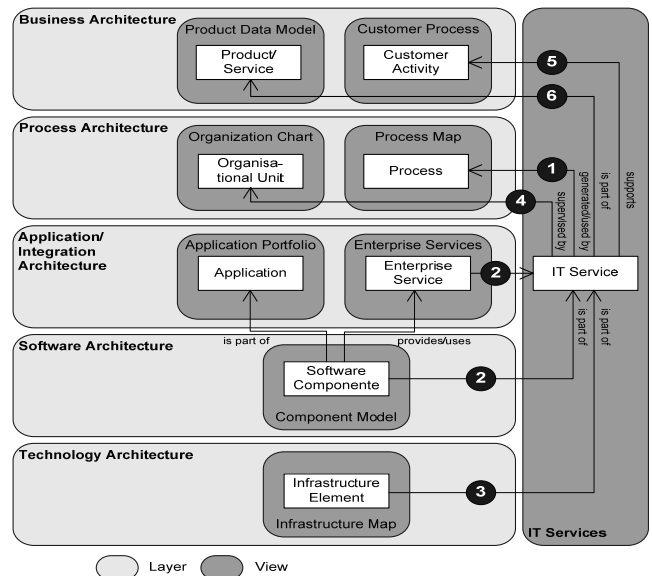 Business Architecture
Product Data Model
Customer Process
Product/
Service
Customer
Activity
5
6
Process Architecture
Organization Chart
Process Map
Organisa-
tional Unit
Process
1
4
supervised by
generated/used by
is part of
supports
Application/
Integration
Architecture
Application Portfolio
Enterprise Services
Application
Enterprise
Service
2
IT Service
is part of
provides/uses
is part of
is part of
Software Architecture
Software
Componente
2
Component Model
Technology Architecture
Infrastructure
Element
3
Infrastructure Map
IT Services
Layer
View